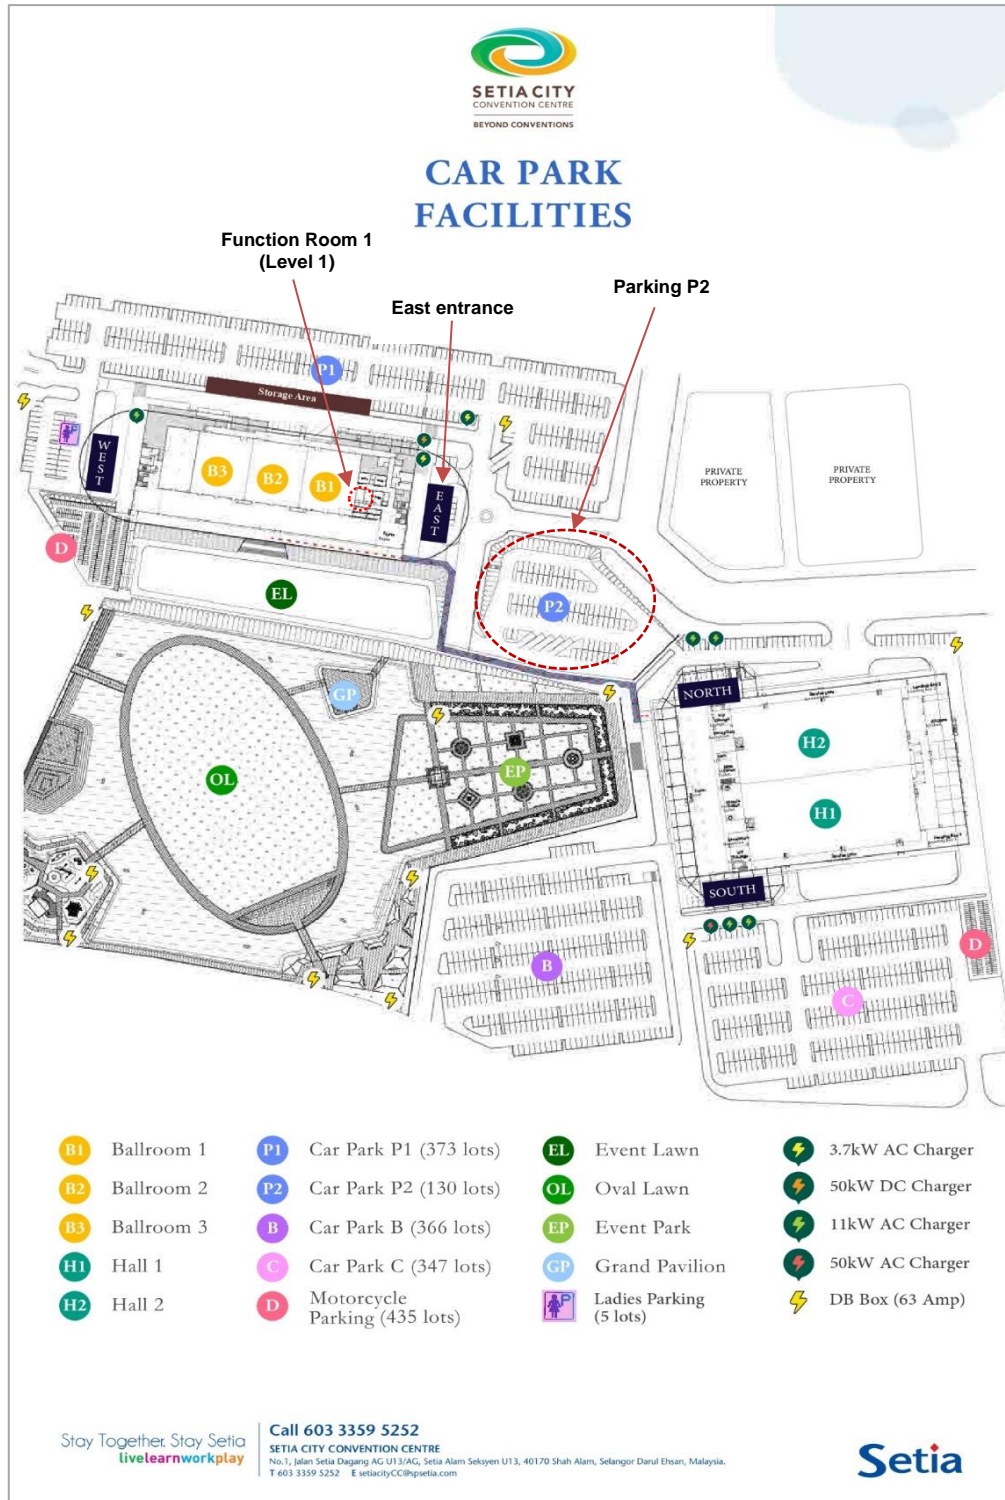 SETIA CITY
CONVENTION CENTRE
BEYOND CONVENTIONS
CAR PARK
FACILITIES
Function Room 1
(Level 1)
East entrance
Parking P2
P1
Storage Area
WEST
B3
B2
B1
EAST
PRIVATE
PROPERTY
PRIVATE
PROPERTY
D
EL
P2
GP
NORTH
H2
OL
EP
H1
SOUTH
B
D
C
B1 Ballroom 1
B2 Ballroom 2
B3 Ballroom 3
H1 Hall 1
H2 Hall 2
P1 Car Park P1 (373 lots)
P2 Car Park P2 (130 lots)
B Car Park B (366 lots)
C Car Park C (347 lots)
D Motorcycle
Parking (435 lots)
EL Event Lawn
OL Oval Lawn
EP Event Park
GP Grand Pavilion
P Ladies Parking
(5 lots)
3.7kW AC Charger
50kW DC Charger
11kW AC Charger
50kW AC Charger
DB Box (63 Amp)
Stay Together. Stay Setia
livelearnworkplay
Call 603 3359 5252
SETIA CITY CONVENTION CENTRE
No.1, Jalan Setia Dagang AG U13/AG, Setia Alam Seksyen U13, 40170 Shah Alam, Selangor Darul Ehsan, Malaysia.
T 603 3359 5252 E setiacityCC@spsetia.com
Setia